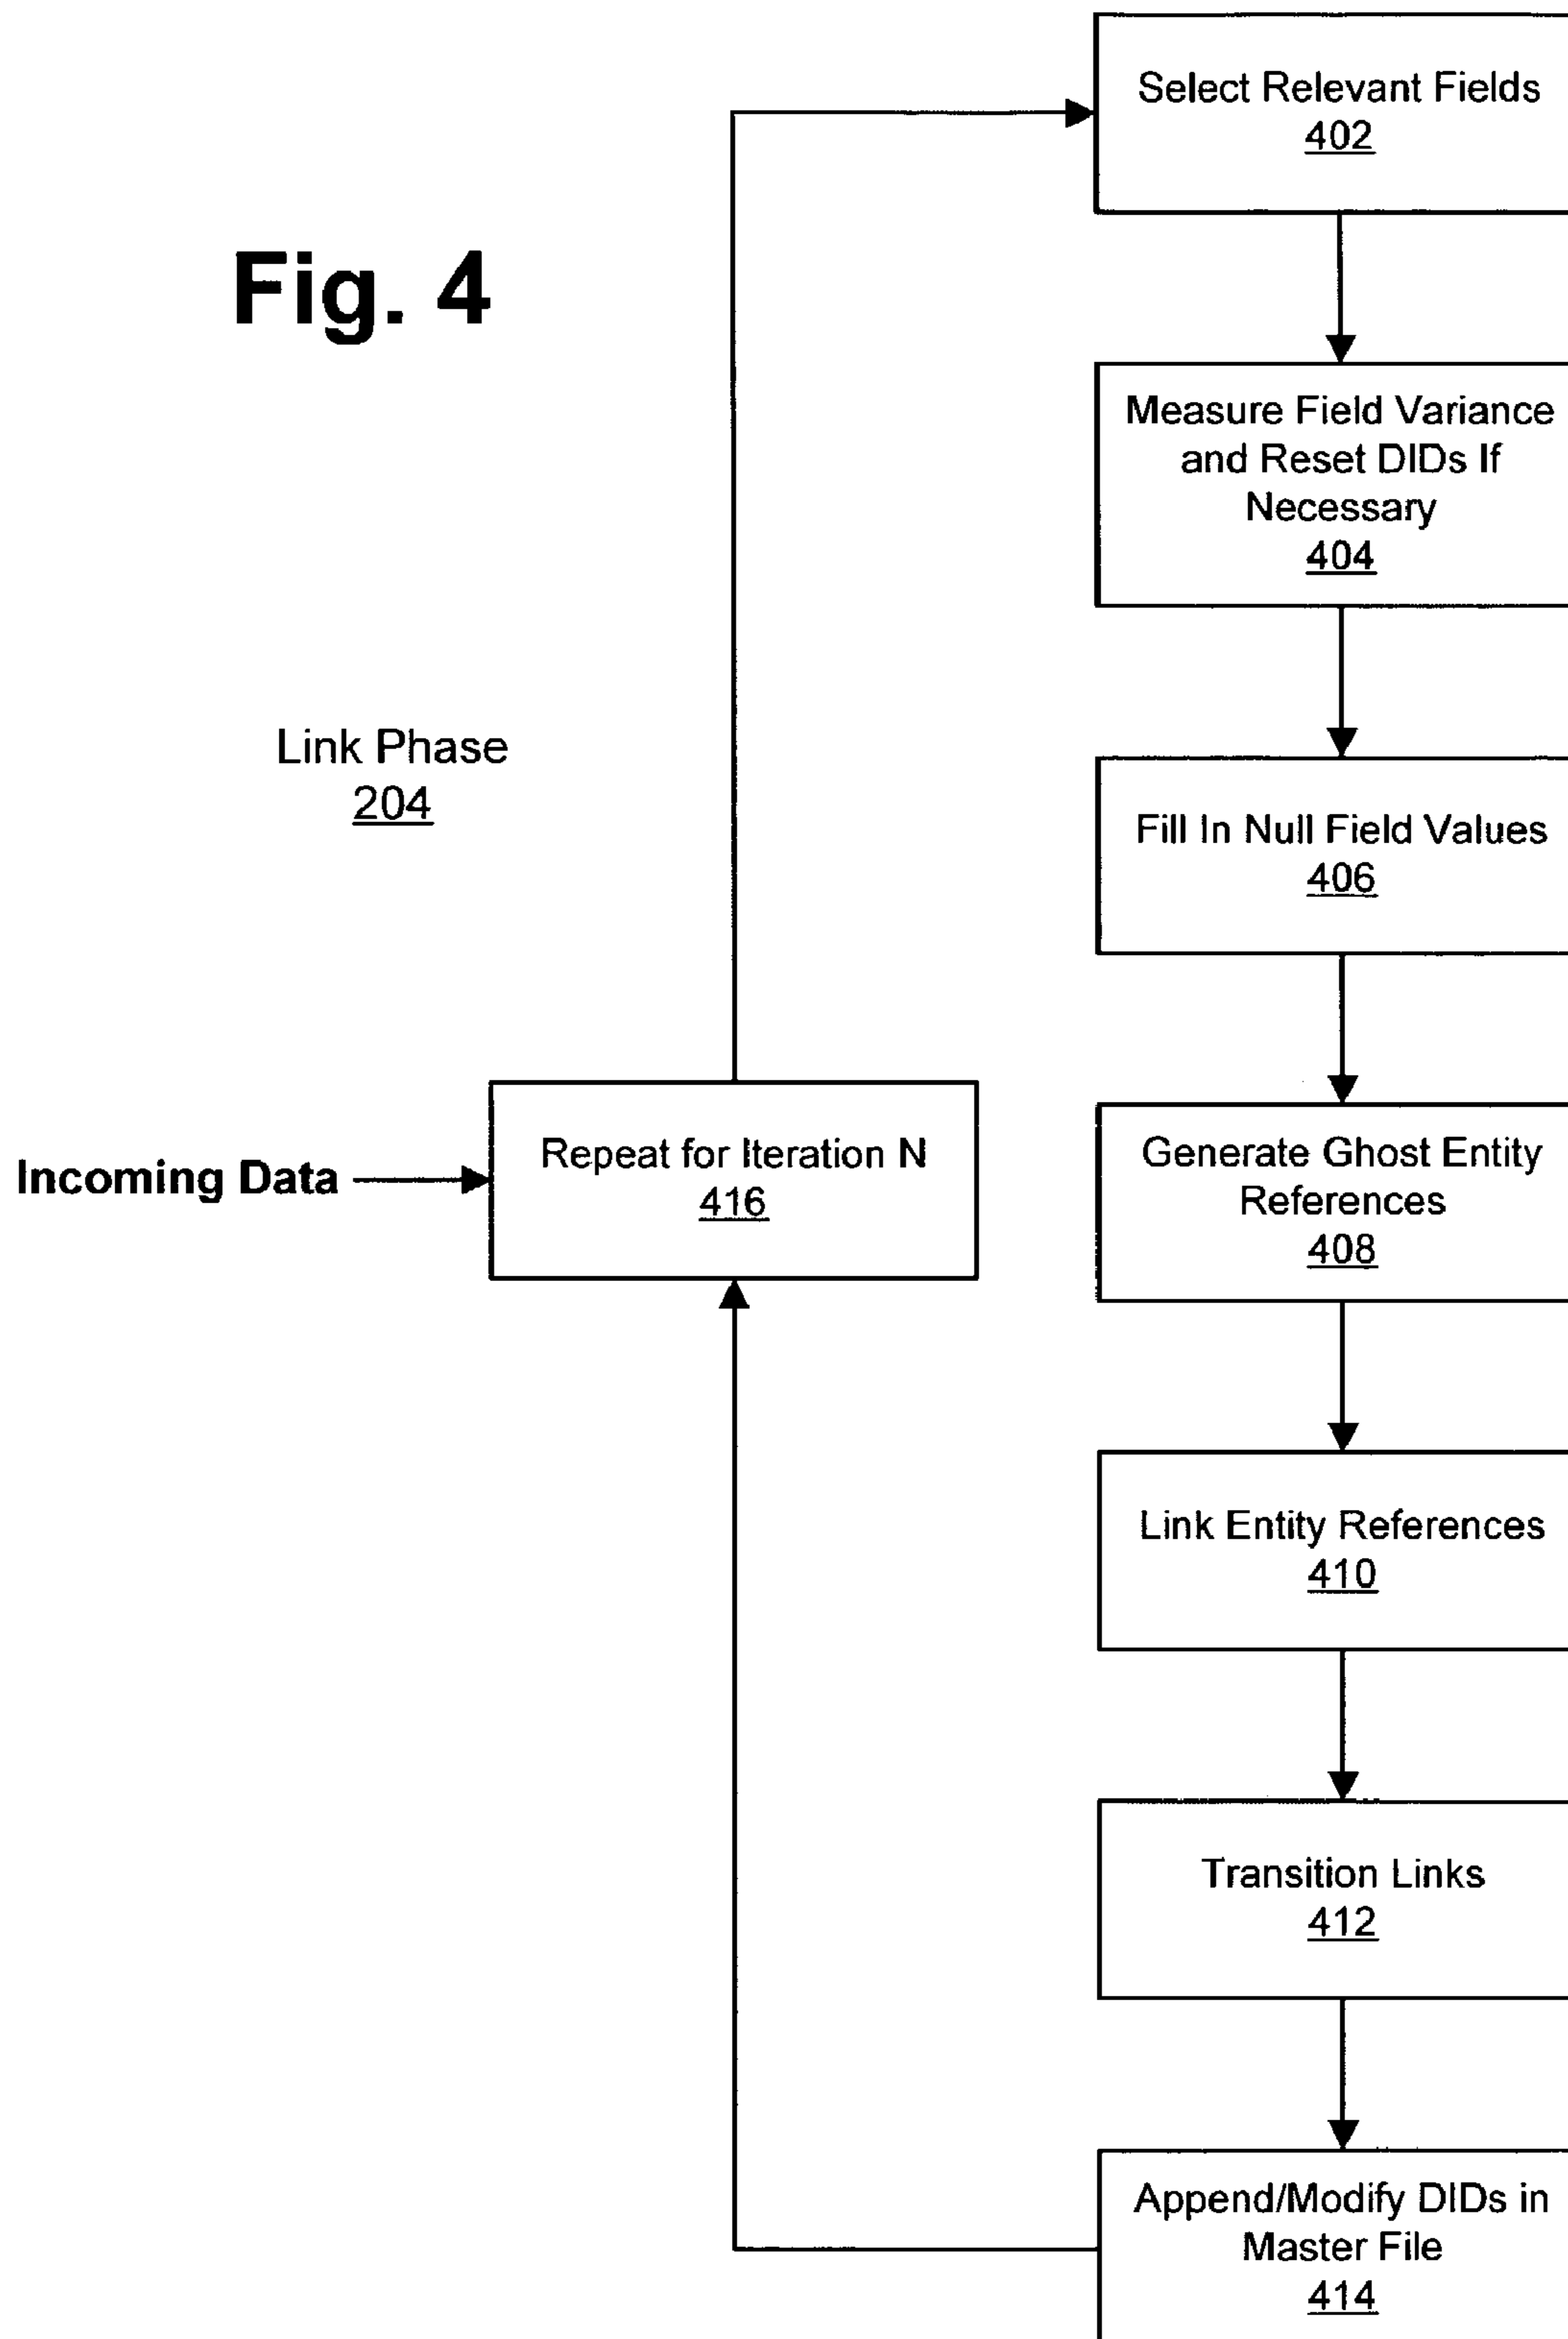 Fig. 4
Link Phase
204
Incoming Data
Repeat for Iteration N
416
Select Relevant Fields
402
Measure Field Variance
and Reset DIDs If
Necessary
404
Fill In Null Field Values
406
Generate Ghost Entity
References
408
Link Entity References
410
Transition Links
412
Append/Modify DIDs in
Master File
414